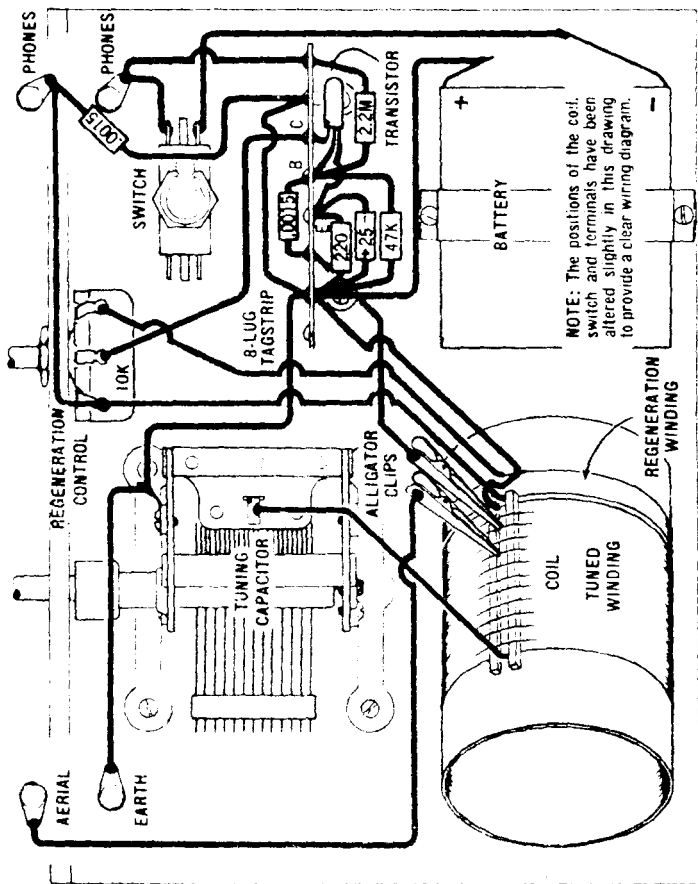 PHONES
PHONES
.0015
SWITCH
C
B
E
2.2M
TRANSISTOR
.0015
220
+ 25 -
47K
8-LUG
TAGSTRIP
+
-
BATTERY
NOTE: The positions of the coil,
switch and terminals have been
altered slightly in this drawing
to provide a clear wiring diagram.
REGENERATION
CONTROL
10K
ALLIGATOR
CLIPS
TUNING
CAPACITOR
REGENERATION
WINDING
COIL
TUNED
WINDING
AERIAL
EARTH